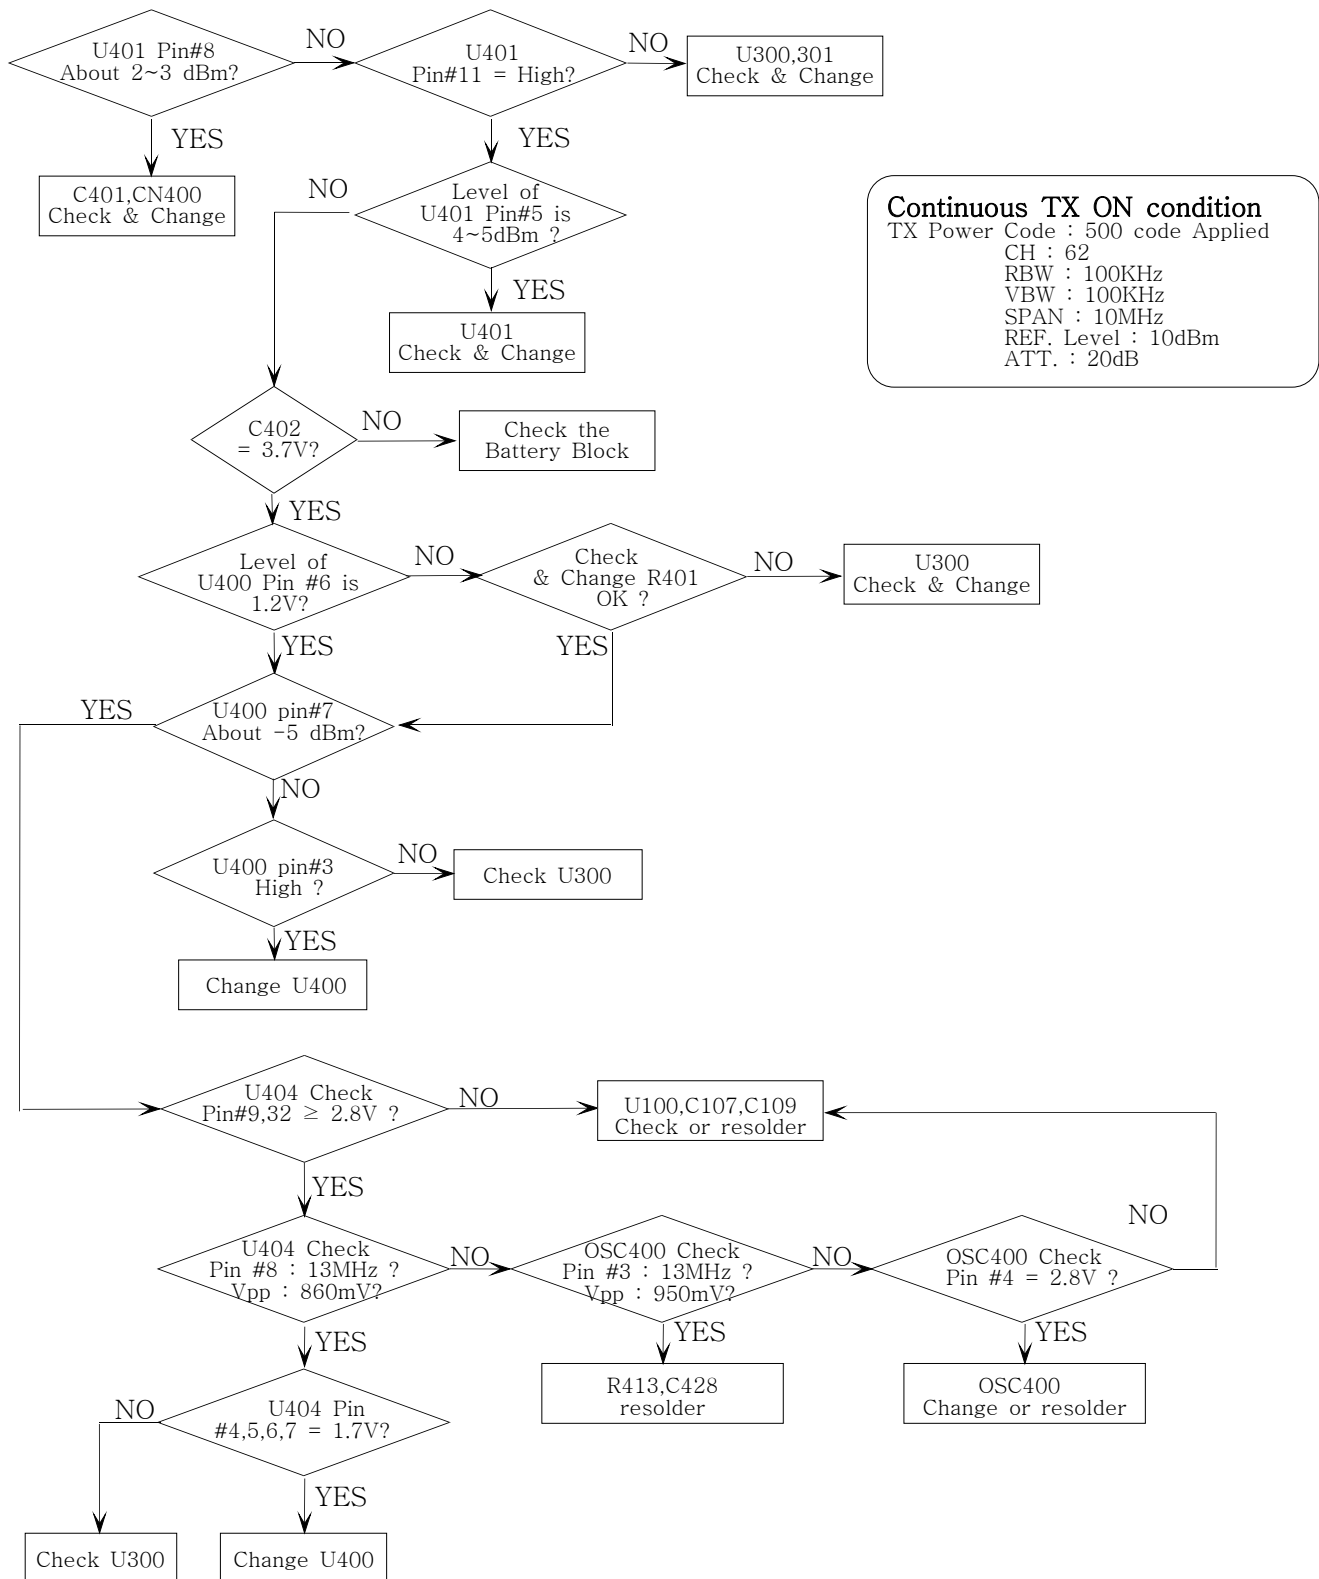 U401 Pin#8
About 2~3 dBm?
NO
U401
Pin#11 = High?
NO
U300,301
Check & Change
YES
C401,CN400
Check & Change
YES
NO
Level of
U401 Pin#5 is
4~5dBm ?
YES
U401
Check & Change
Continuous TX ON condition
TX Power Code : 500 code Applied
CH : 62
RBW : 100KHz
VBW : 100KHz
SPAN : 10MHz
REF. Level : 10dBm
ATT. : 20dB
C402
= 3.7V?
NO
Check the
Battery Block
YES
Level of
U400 Pin #6 is
1.2V?
NO
Check
& Change R401
OK ?
NO
U300
Check & Change
YES
YES
YES
U400 pin#7
About -5 dBm?
NO
U400 pin#3
High ?
NO
Check U300
YES
Change U400
U404 Check
Pin#9,32 ≥ 2.8V ?
NO
U100,C107,C109
Check or resolder
YES
U404 Check
Pin #8 : 13MHz ?
Vpp : 860mV?
NO
OSC400 Check
Pin #3 : 13MHz ?
Vpp : 950mV?
NO
OSC400 Check
Pin #4 = 2.8V ?
NO
YES
YES
R413,C428
resolder
YES
OSC400
Change or resolder
NO
U404 Pin
#4,5,6,7 = 1.7V?
YES
Check U300
Change U400